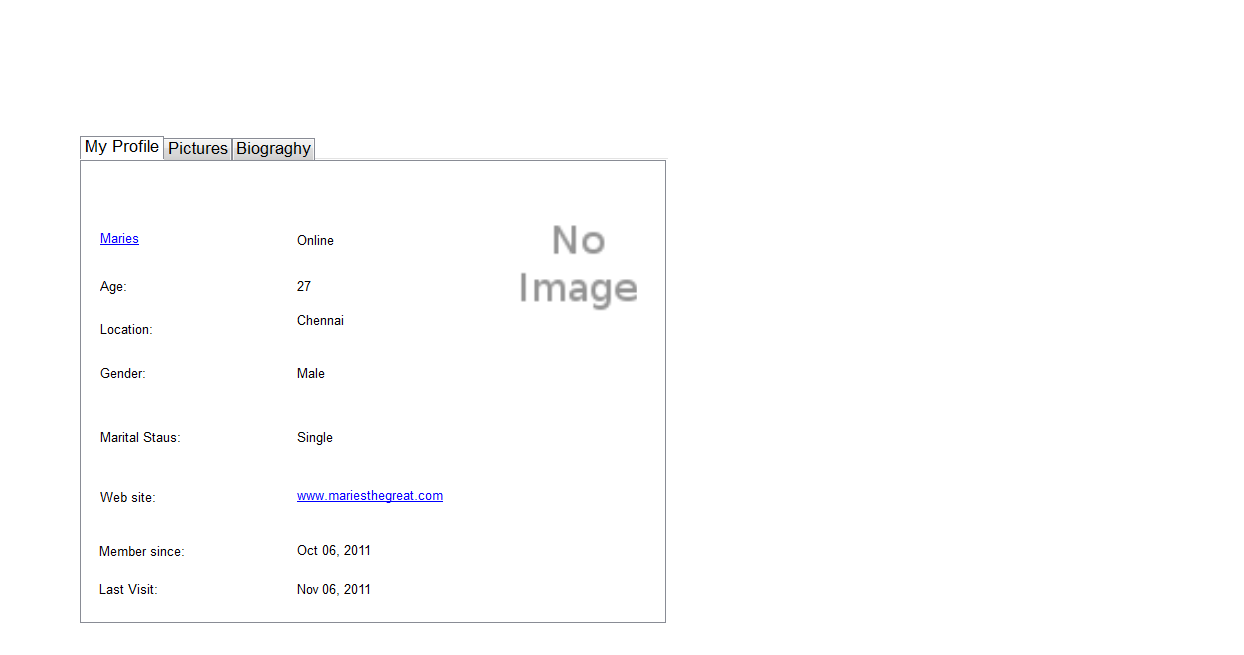 My Profile Pictures Biograghy
Maries Online
No
Image
Age: 27
Location: Chennai
Gender: Male
Marital Staus: Single
Web site: www.mariesthegreat.com
Member since: Oct 06, 2011
Last Visit: Nov 06, 2011